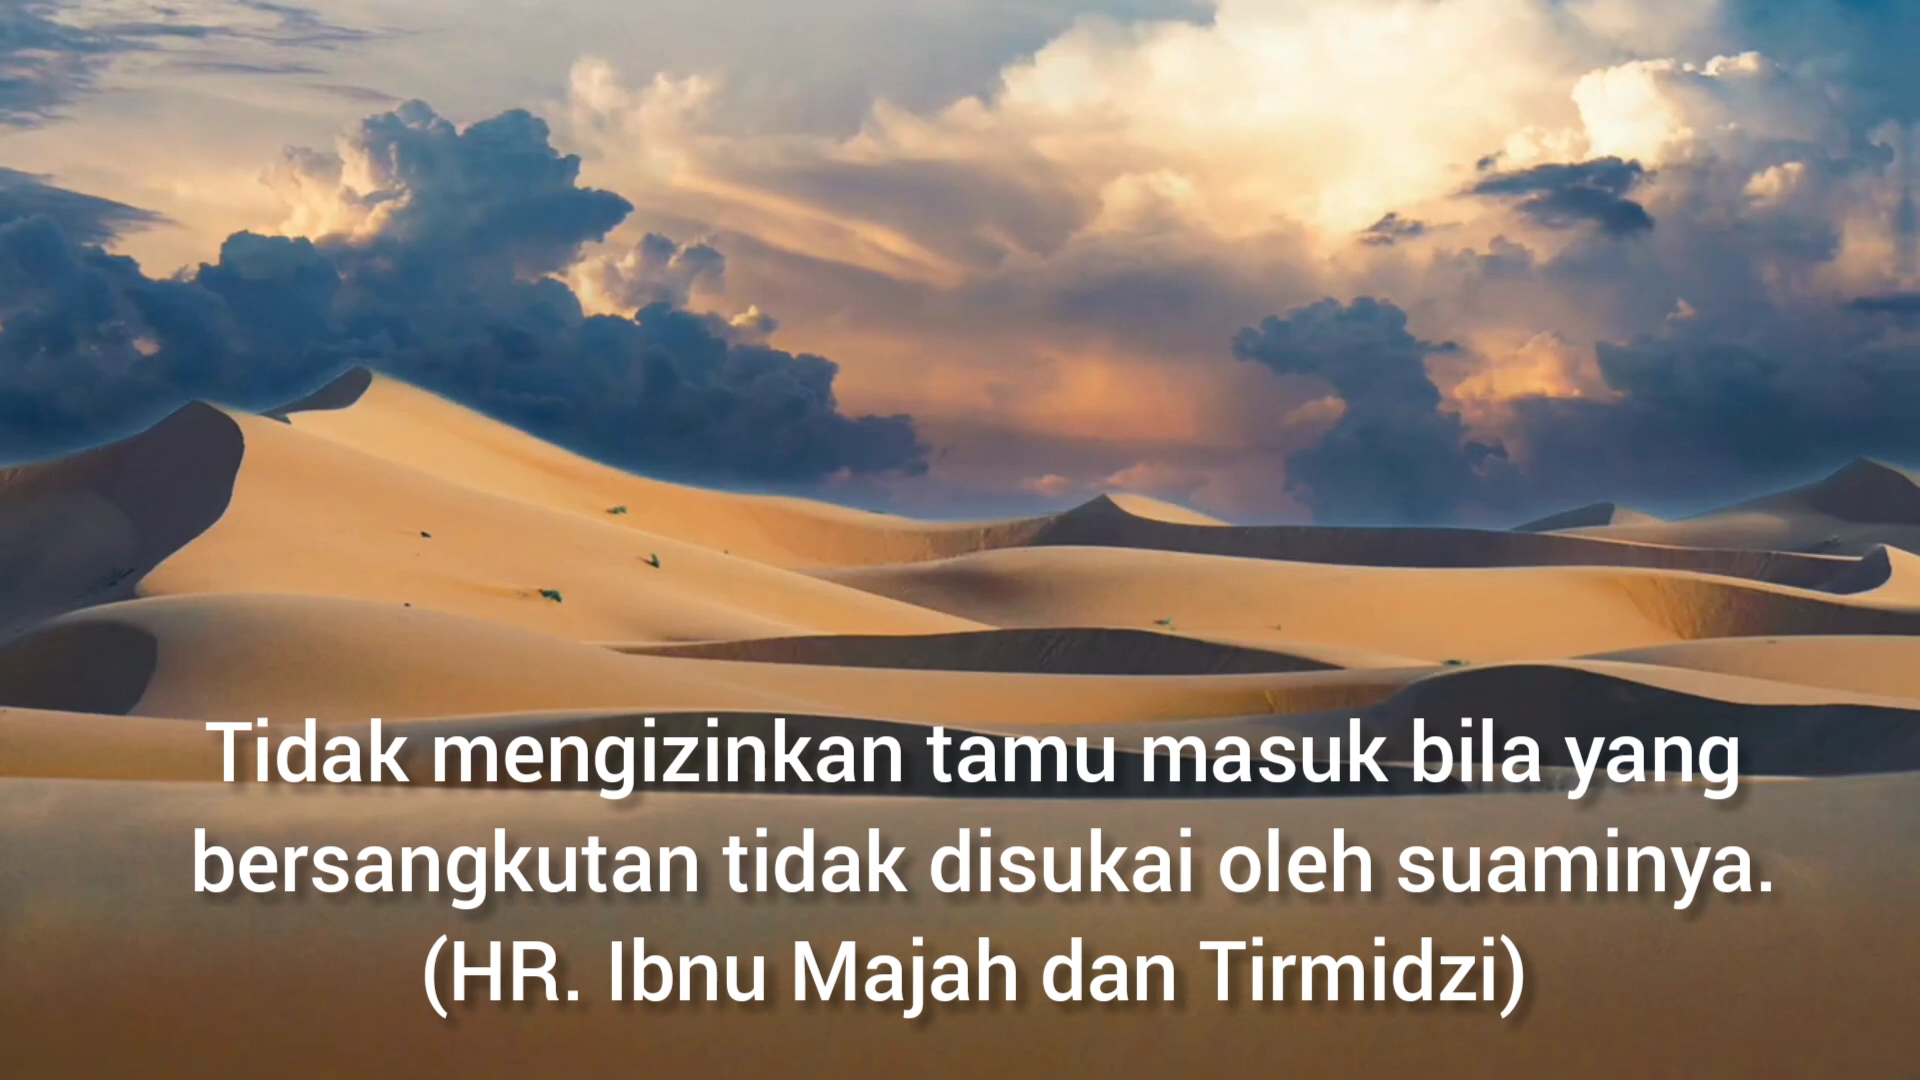 Tidak mengizinkan tamu masuk bila yang
bersangkutan tidak disukai oleh suaminya.
(HR. Ibnu Majah dan Tirmidzi)